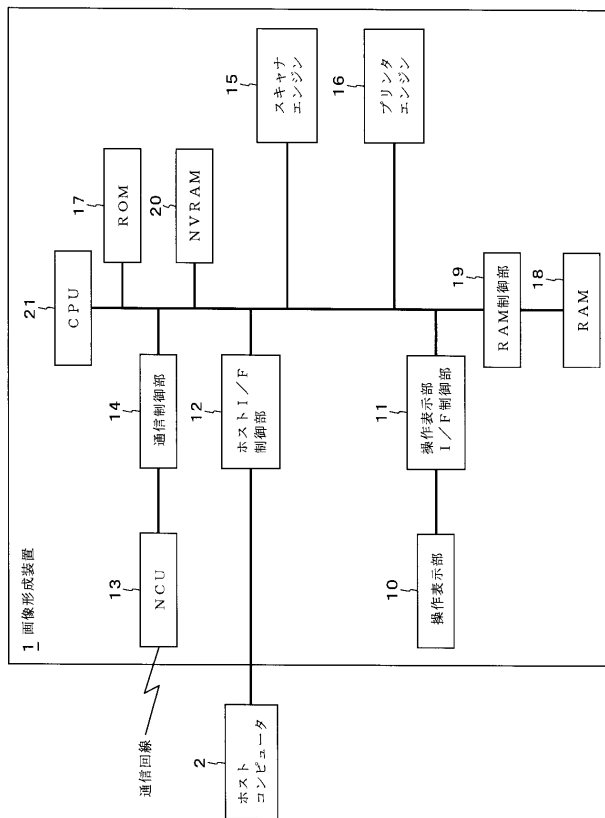 1 画像形成装置
21
CPU
17
ROM
20
NVRAM
15
スキャナ
エンジン
16
プリンタ
エンジン
14
通信制御部
12
ホストI/F
制御部
11
操作表示部
I/F制御部
19
RAM制御部
18
RAM
13
NCU
10
操作表示部
通信回線
2
ホスト
コンピュータ